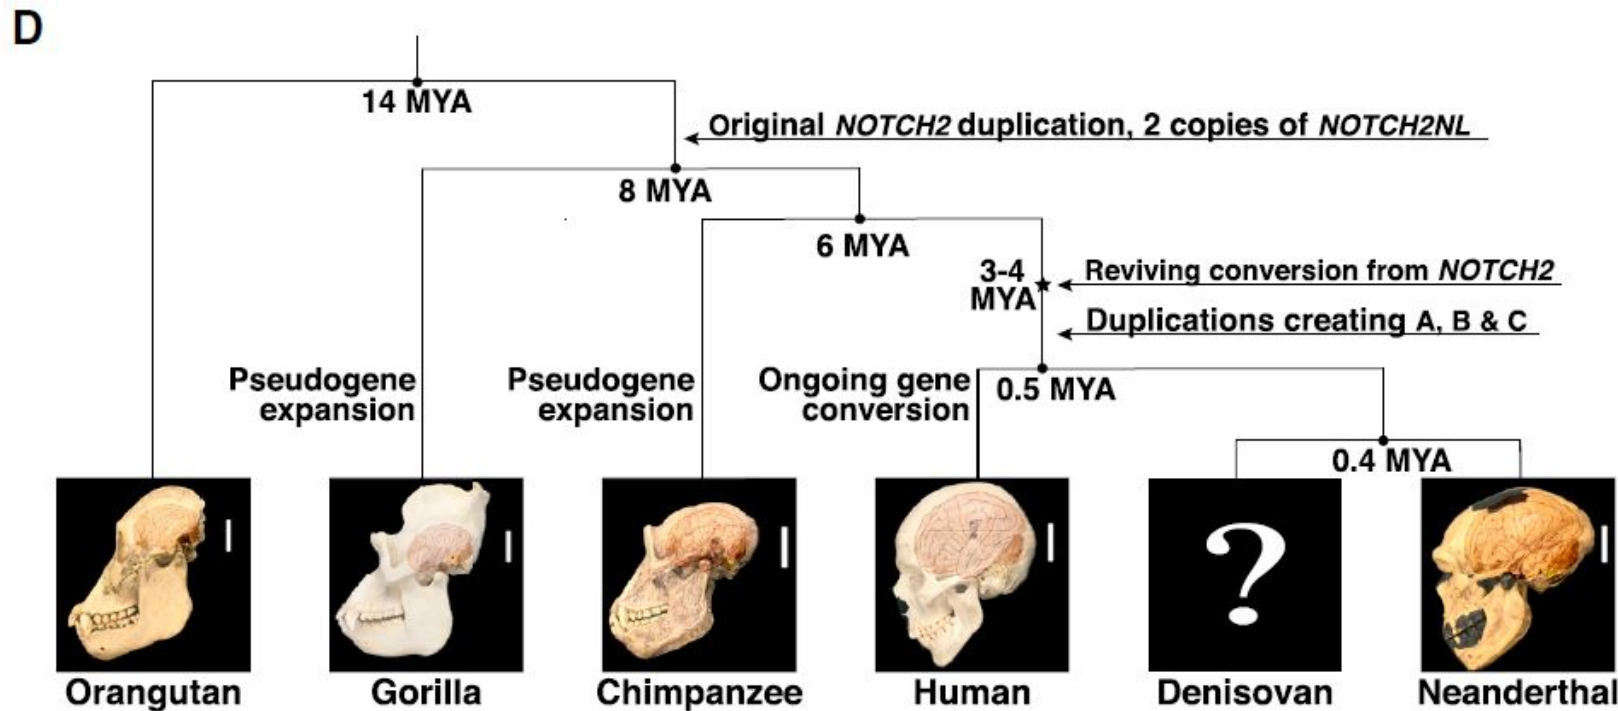 D
14 MYA
Original NOTCH2 duplication, 2 copies of NOTCH2NL
8 MYA
6 MYA
3-4
MYA
Reviving conversion from NOTCH2
Duplications creating A, B & C
Pseudogene
expansion
Pseudogene
expansion
Ongoing gene
conversion
0.5 MYA
0.4 MYA
?
Orangutan
Gorilla
Chimpanzee
Human
Denisovan
Neanderthal